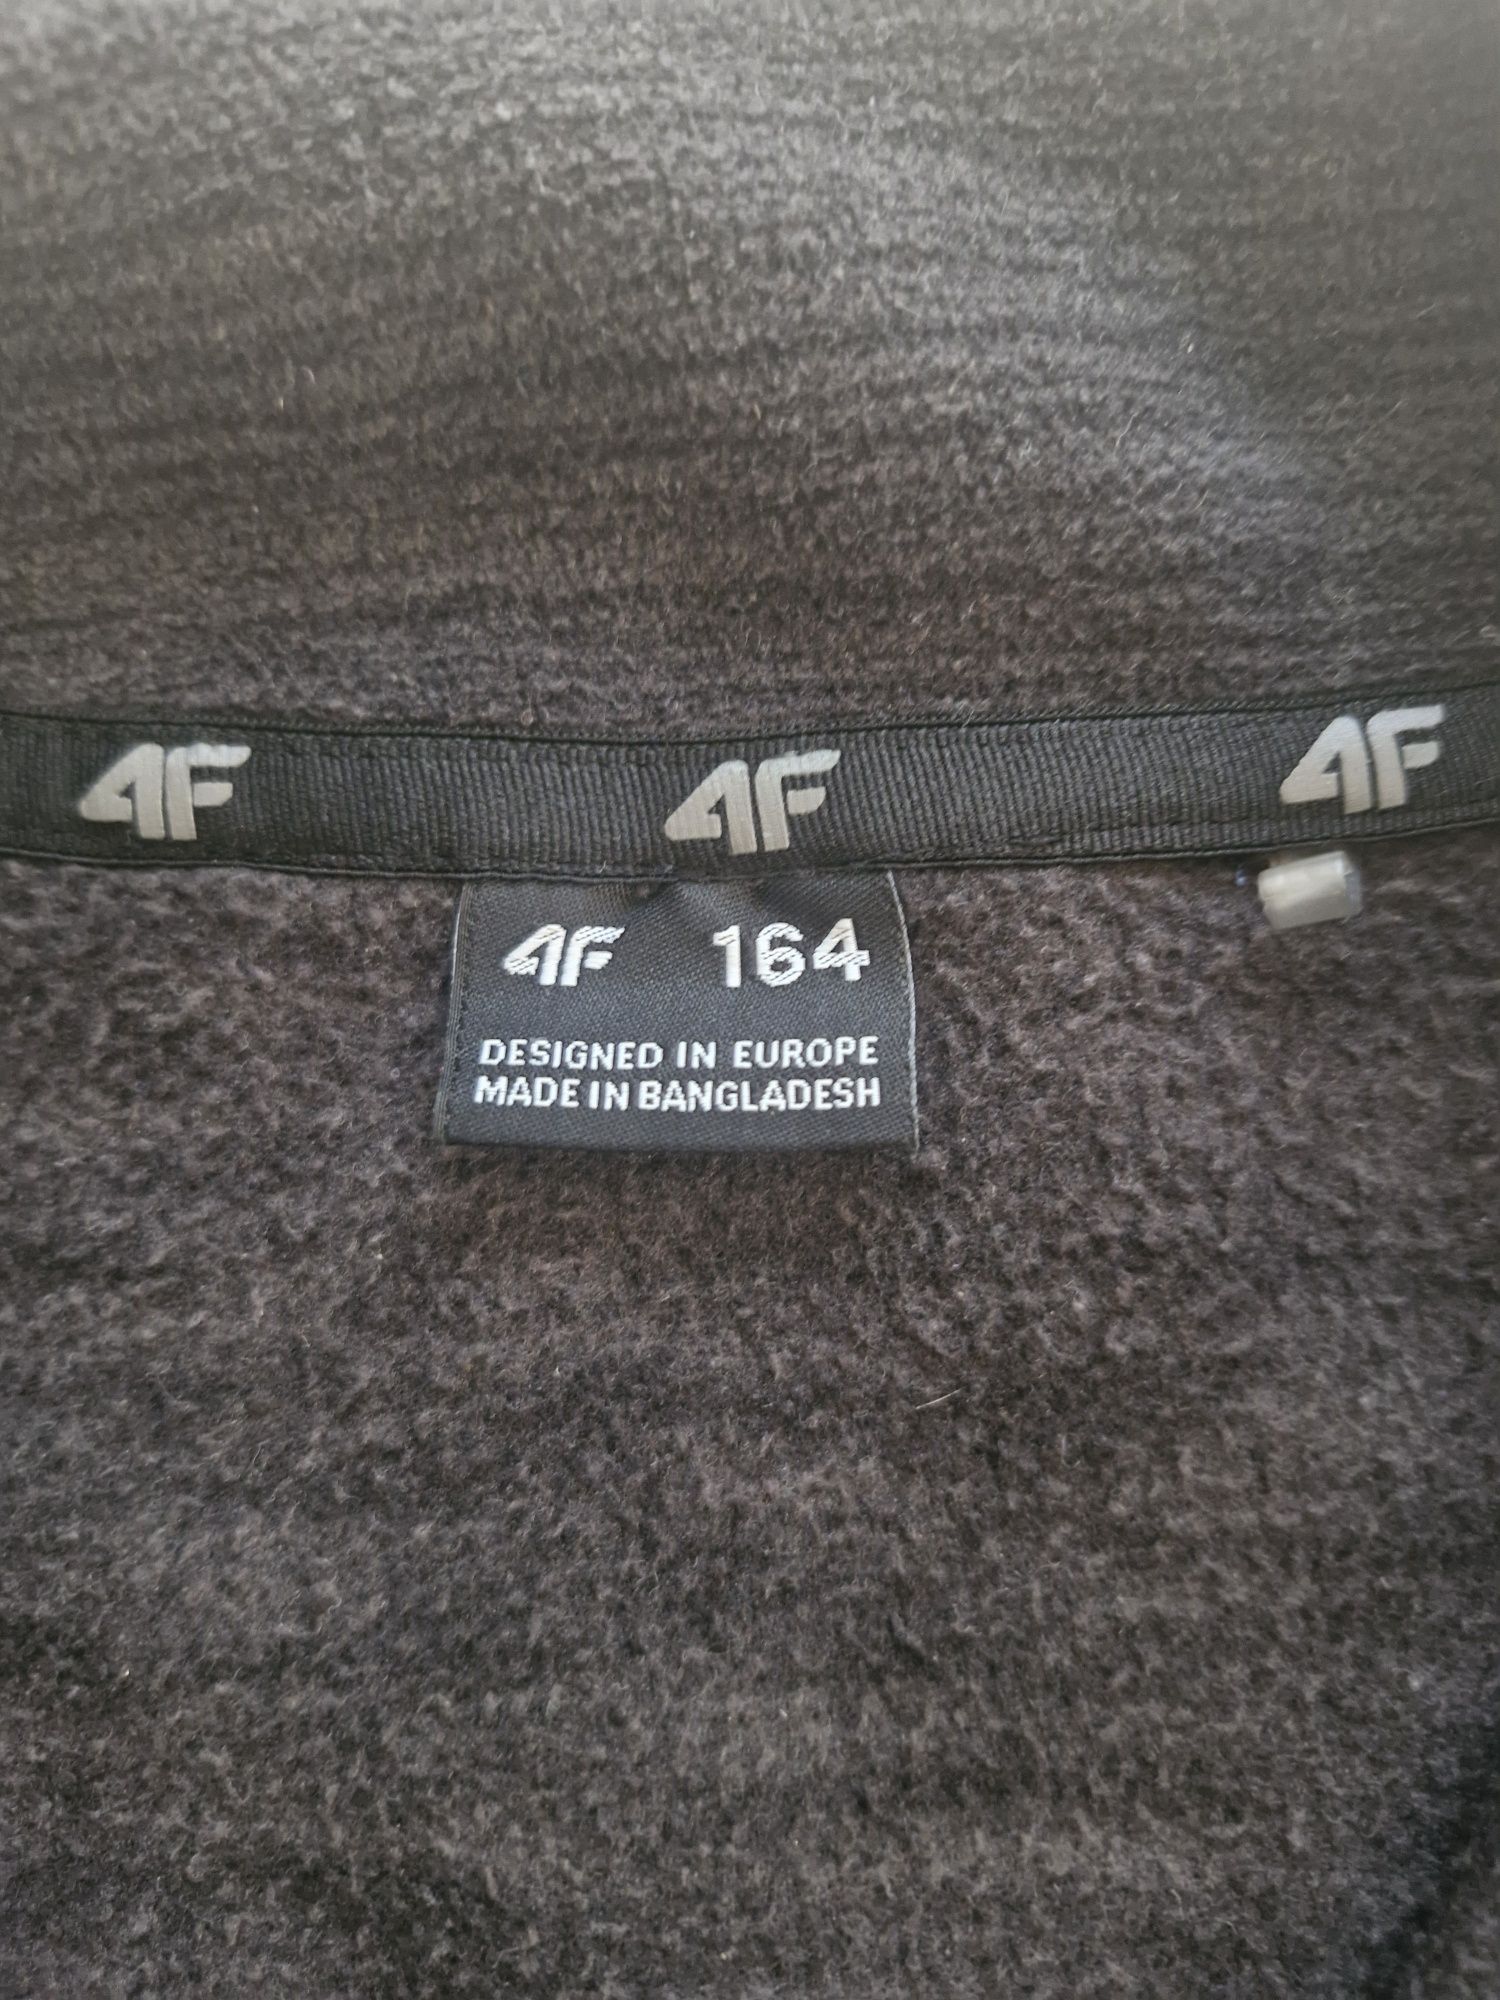 4F 4F 4F
4F 164
DESIGNED IN EUROPE
MADE IN BANGLADESH